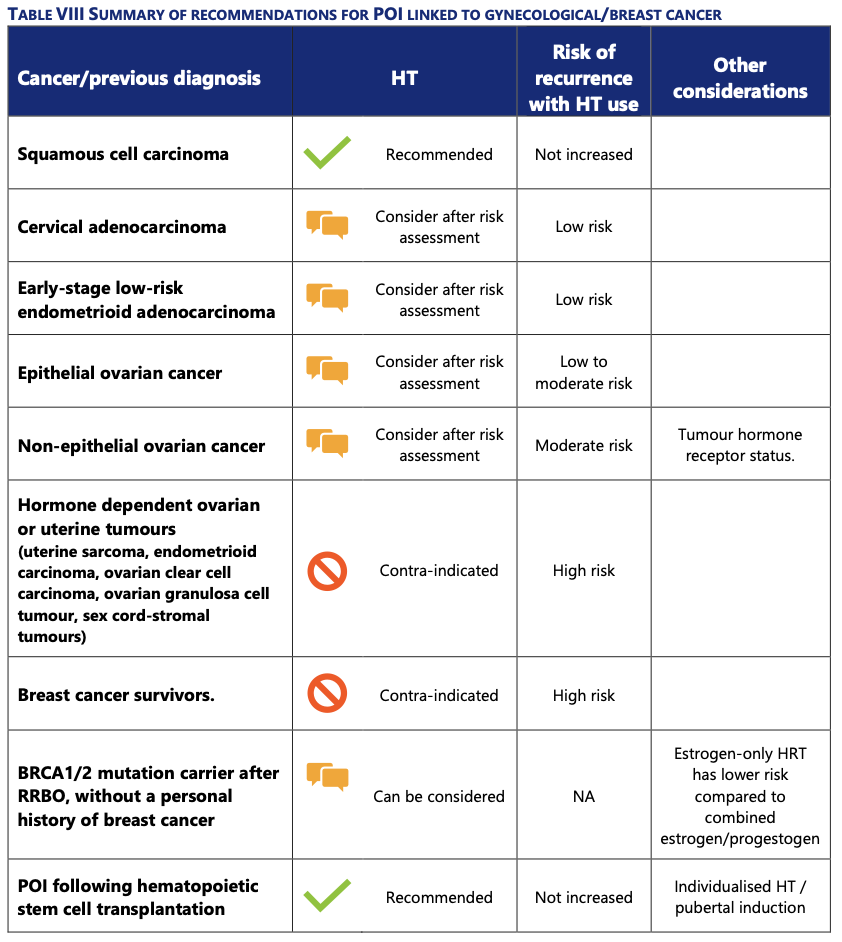 TABLE VIII SUMMARY OF RECOMMENDATIONS FOR POI LINKED TO GYNECOLOGICAL/BREAST CANCER
Cancer/previous diagnosis
HT
Risk of
recurrence
with HT use
Other
considerations
Squamous cell carcinoma
Recommended
Not increased
Cervical adenocarcinoma
Consider after risk
assessment
Low risk
Early-stage low-risk
endometrioid adenocarcinoma
Consider after risk
assessment
Low risk
Epithelial ovarian cancer
Consider after risk
assessment
Low to
moderate risk
Non-epithelial ovarian cancer
Consider after risk
assessment
Moderate risk
Tumour hormone
receptor status.
Hormone dependent ovarian
or uterine tumours
(uterine sarcoma, endometrioid
carcinoma, ovarian clear cell
carcinoma, ovarian granulosa cell
tumour, sex cord-stromal
tumours)
Contra-indicated
High risk
Breast cancer survivors.
Contra-indicated
High risk
BRCA1/2 mutation carrier after
RRBO, without a personal
history of breast cancer
Can be considered
NA
Estrogen-only HRT
has lower risk
compared to
combined
estrogen/progestogen
POI following hematopoietic
stem cell transplantation
Recommended
Not increased
Individualised HT /
pubertal induction